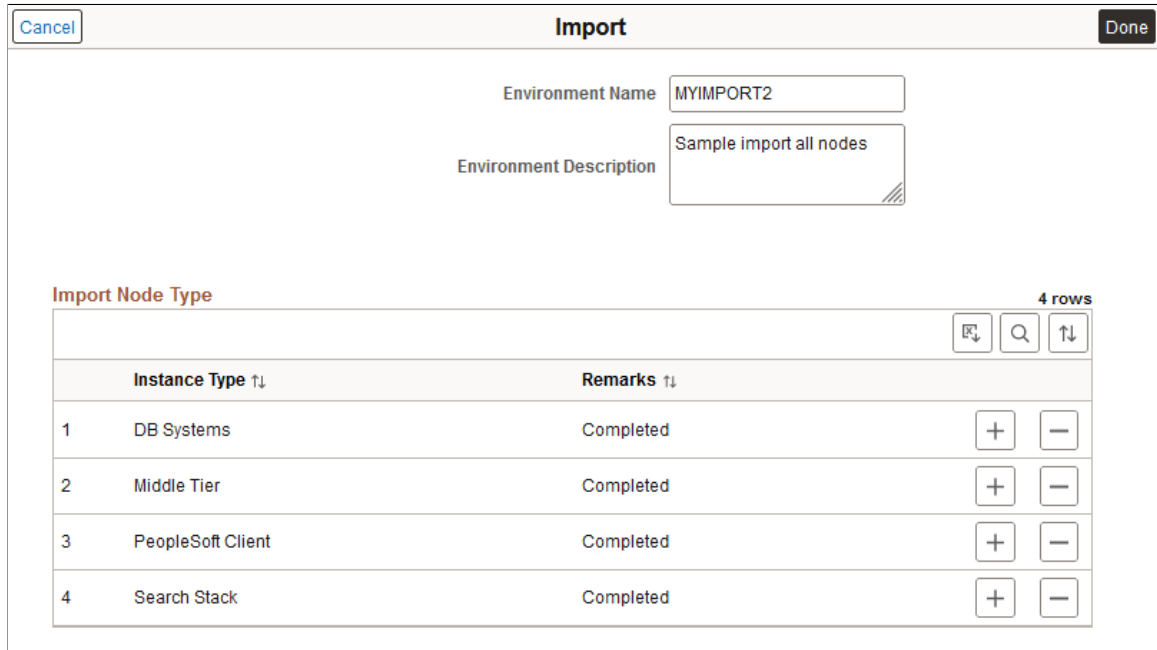 Cancel Import Done
Environment Name MYIMPORT2
Environment Description Sample import all nodes
Import Node Type 4 rows
Instance Type Remarks
1 DB Systems Completed
2 Middle Tier Completed
3 PeopleSoft Client Completed
4 Search Stack Completed